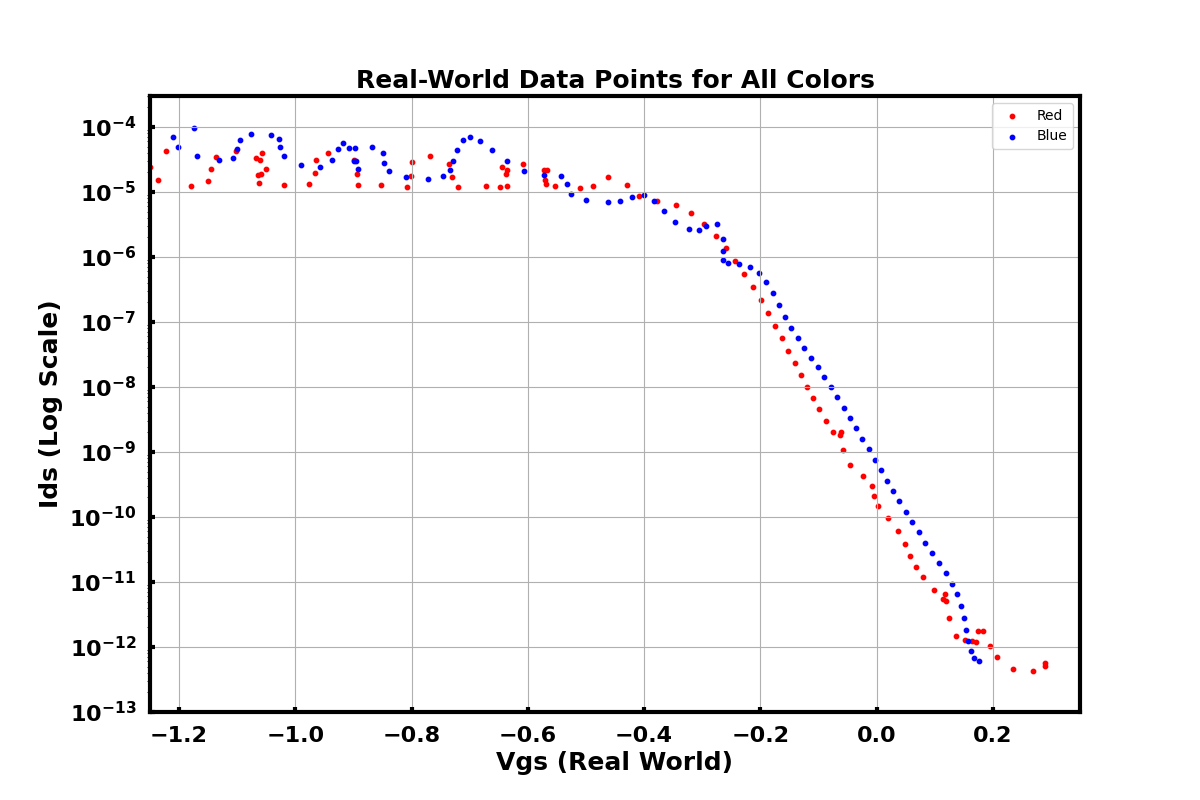 Real-World Data Points for All Colors
Red
Blue
Ids (Log Scale)
10⁻⁴
10⁻⁵
10⁻⁶
10⁻⁷
10⁻⁸
10⁻⁹
10⁻¹⁰
10⁻¹¹
10⁻¹²
10⁻¹³
−1.2 −1.0 −0.8 −0.6 −0.4 −0.2 0.0 0.2
Vgs (Real World)